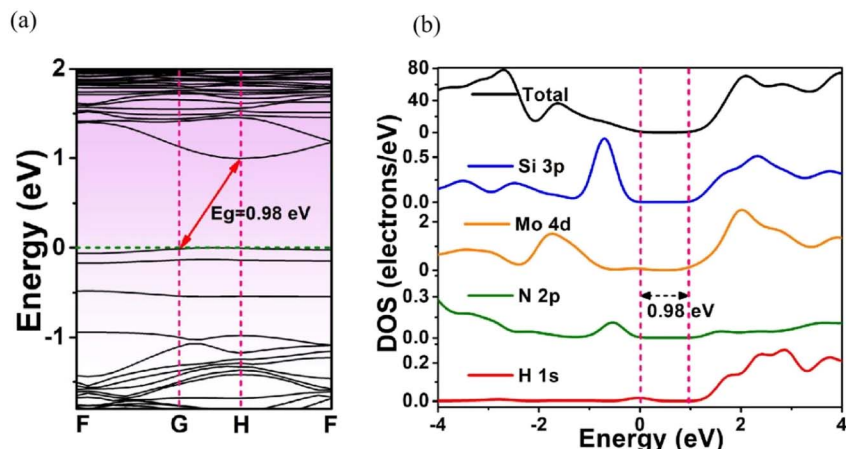 (a)
2
1
0
-1
Energy (eV)
Eg=0.98 eV
F
G
H
F
(b)
80
40
0
0.5
0.0
2
0
0.3
0.0
0.2
0.0
DOS (electrons/eV)
Total
Si 3p
Mo 4d
0.98 eV
N 2p
H 1s
-4
-2
0
2
4
Energy (eV)